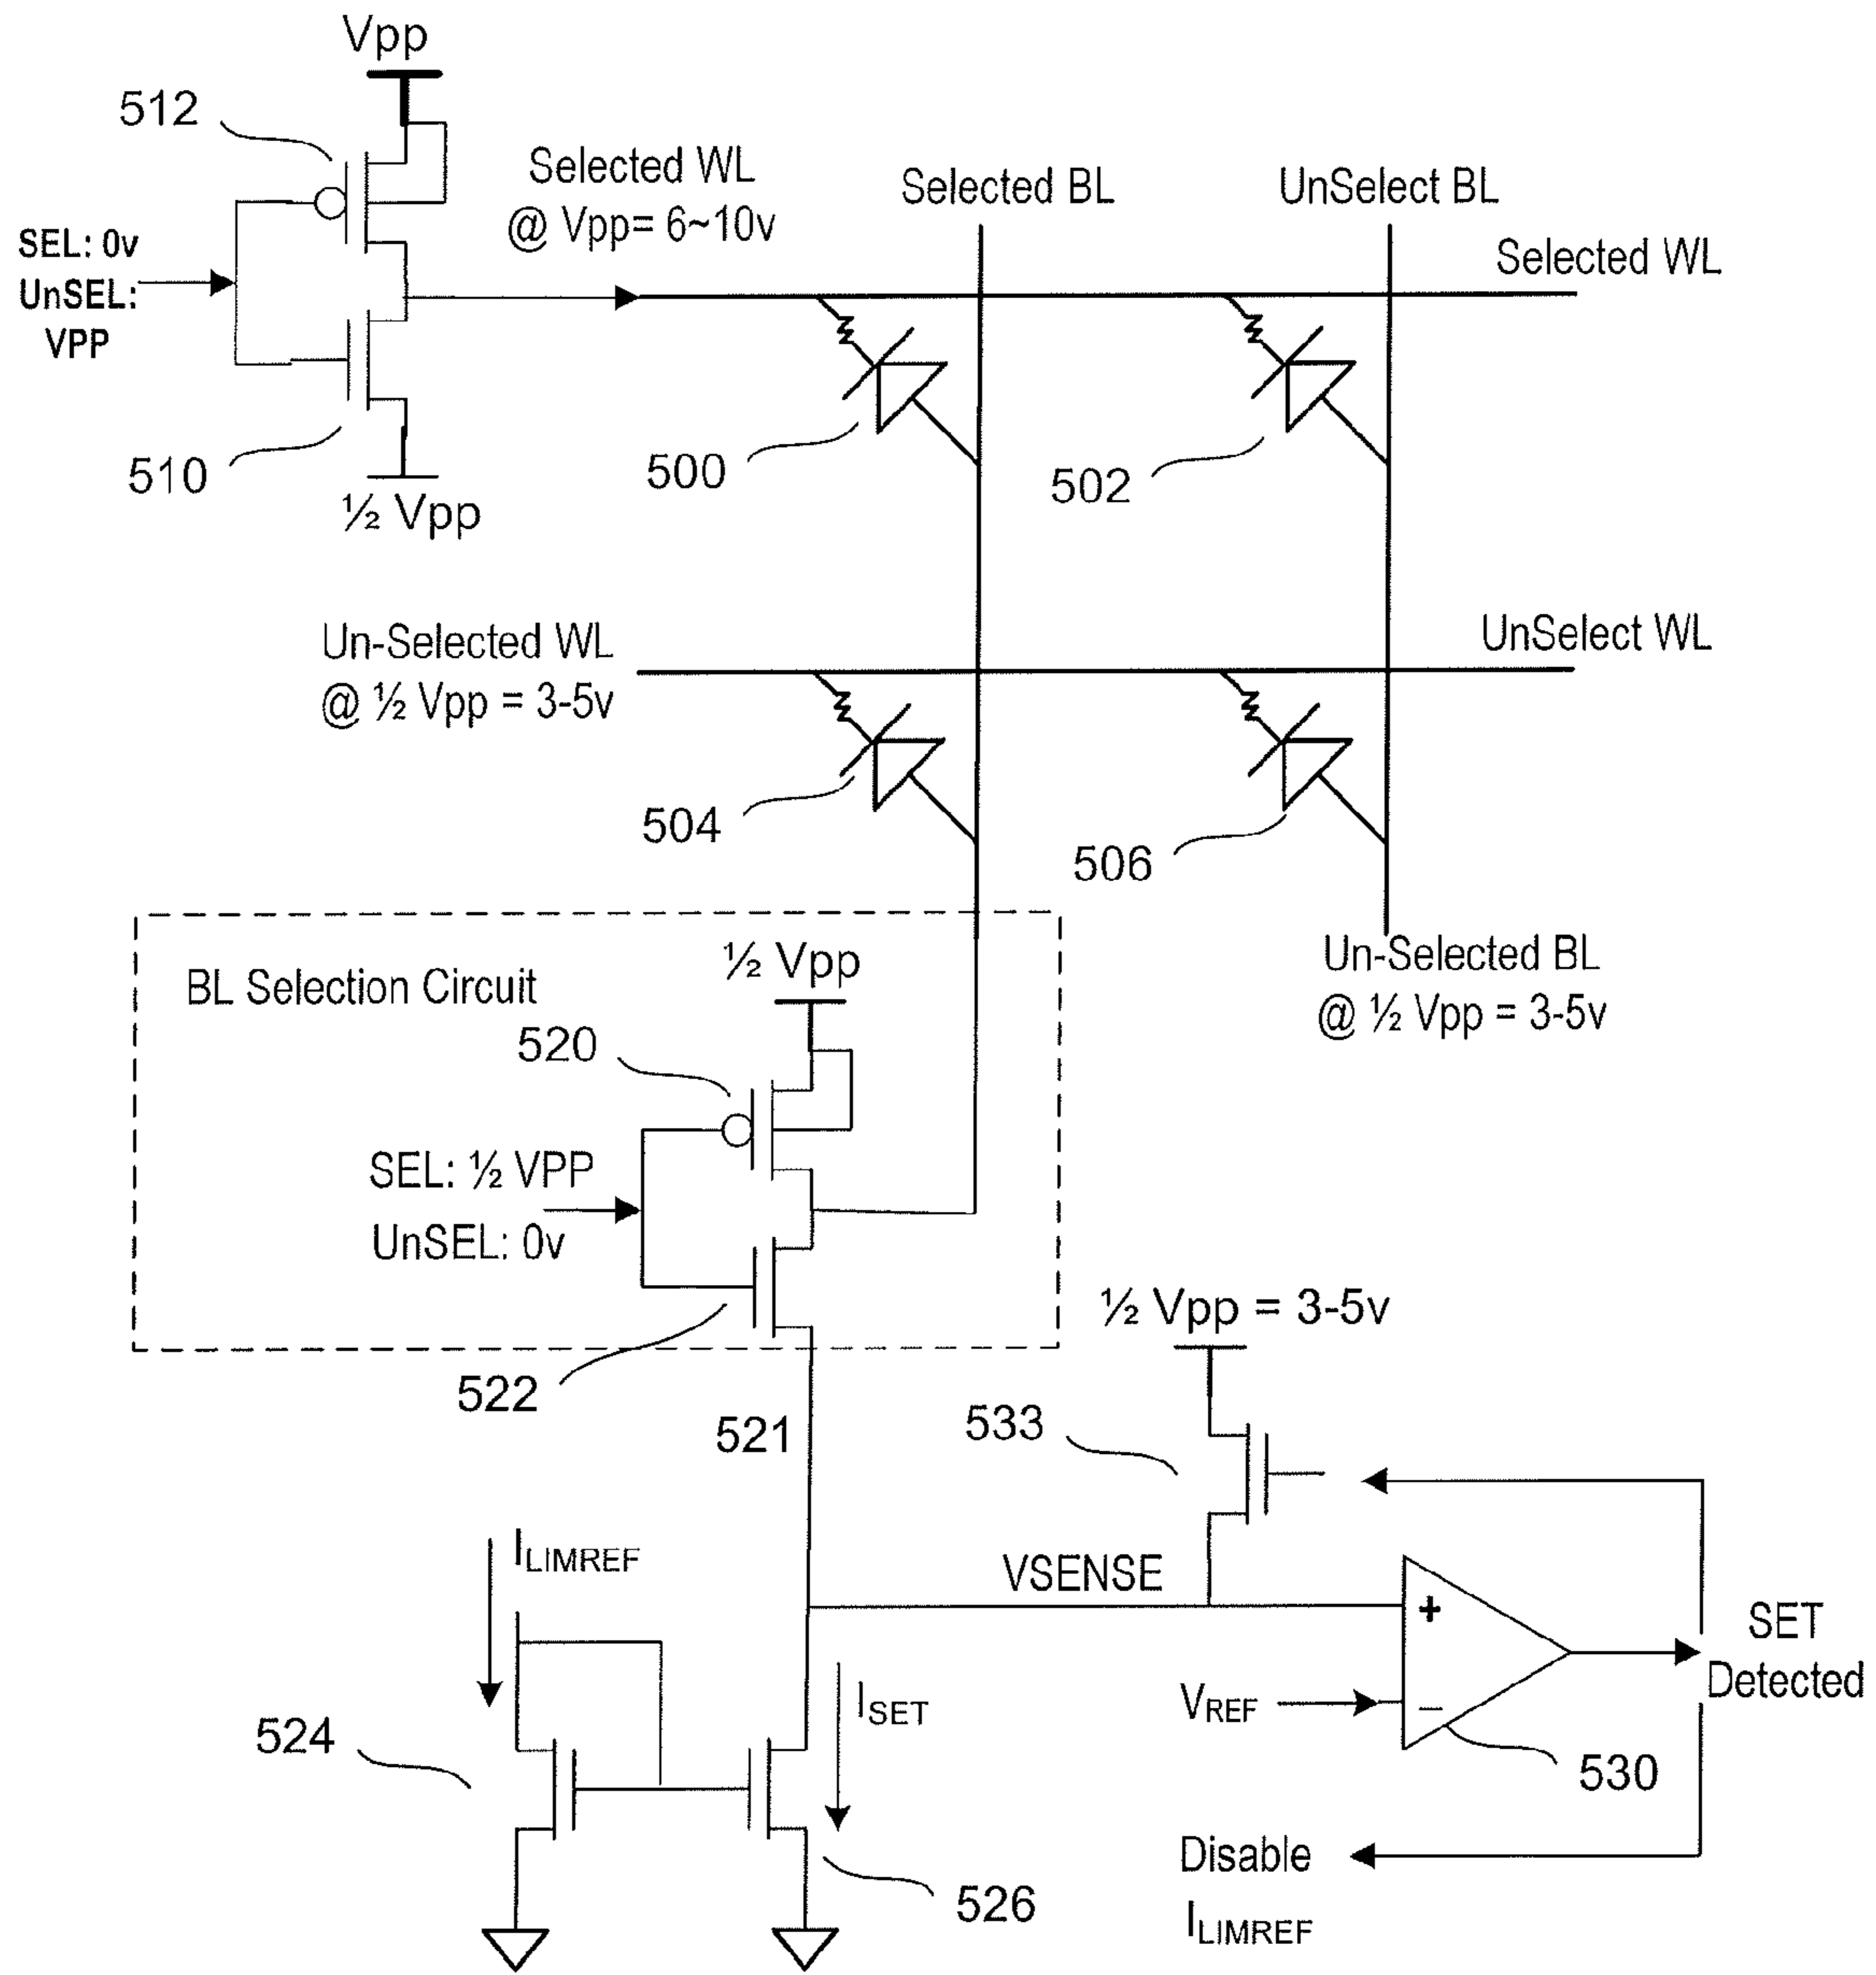 Vpp
512
Selected WL
@ Vpp= 6~10v
Selected BL
UnSelect BL
SEL: 0v
UnSEL:
VPP
Selected WL
510
½ Vpp
500
502
Un-Selected WL
@ ½ Vpp = 3-5v
UnSelect WL
504
506
BL Selection Circuit
½ Vpp
Un-Selected BL
@ ½ Vpp = 3-5v
520
SEL: ½ VPP
UnSEL: 0v
½ Vpp = 3-5v
522
521
533
ILIMREF
VSENSE
+
SET
Detected
ISET
VREF
−
524
530
526
Disable
ILIMREF